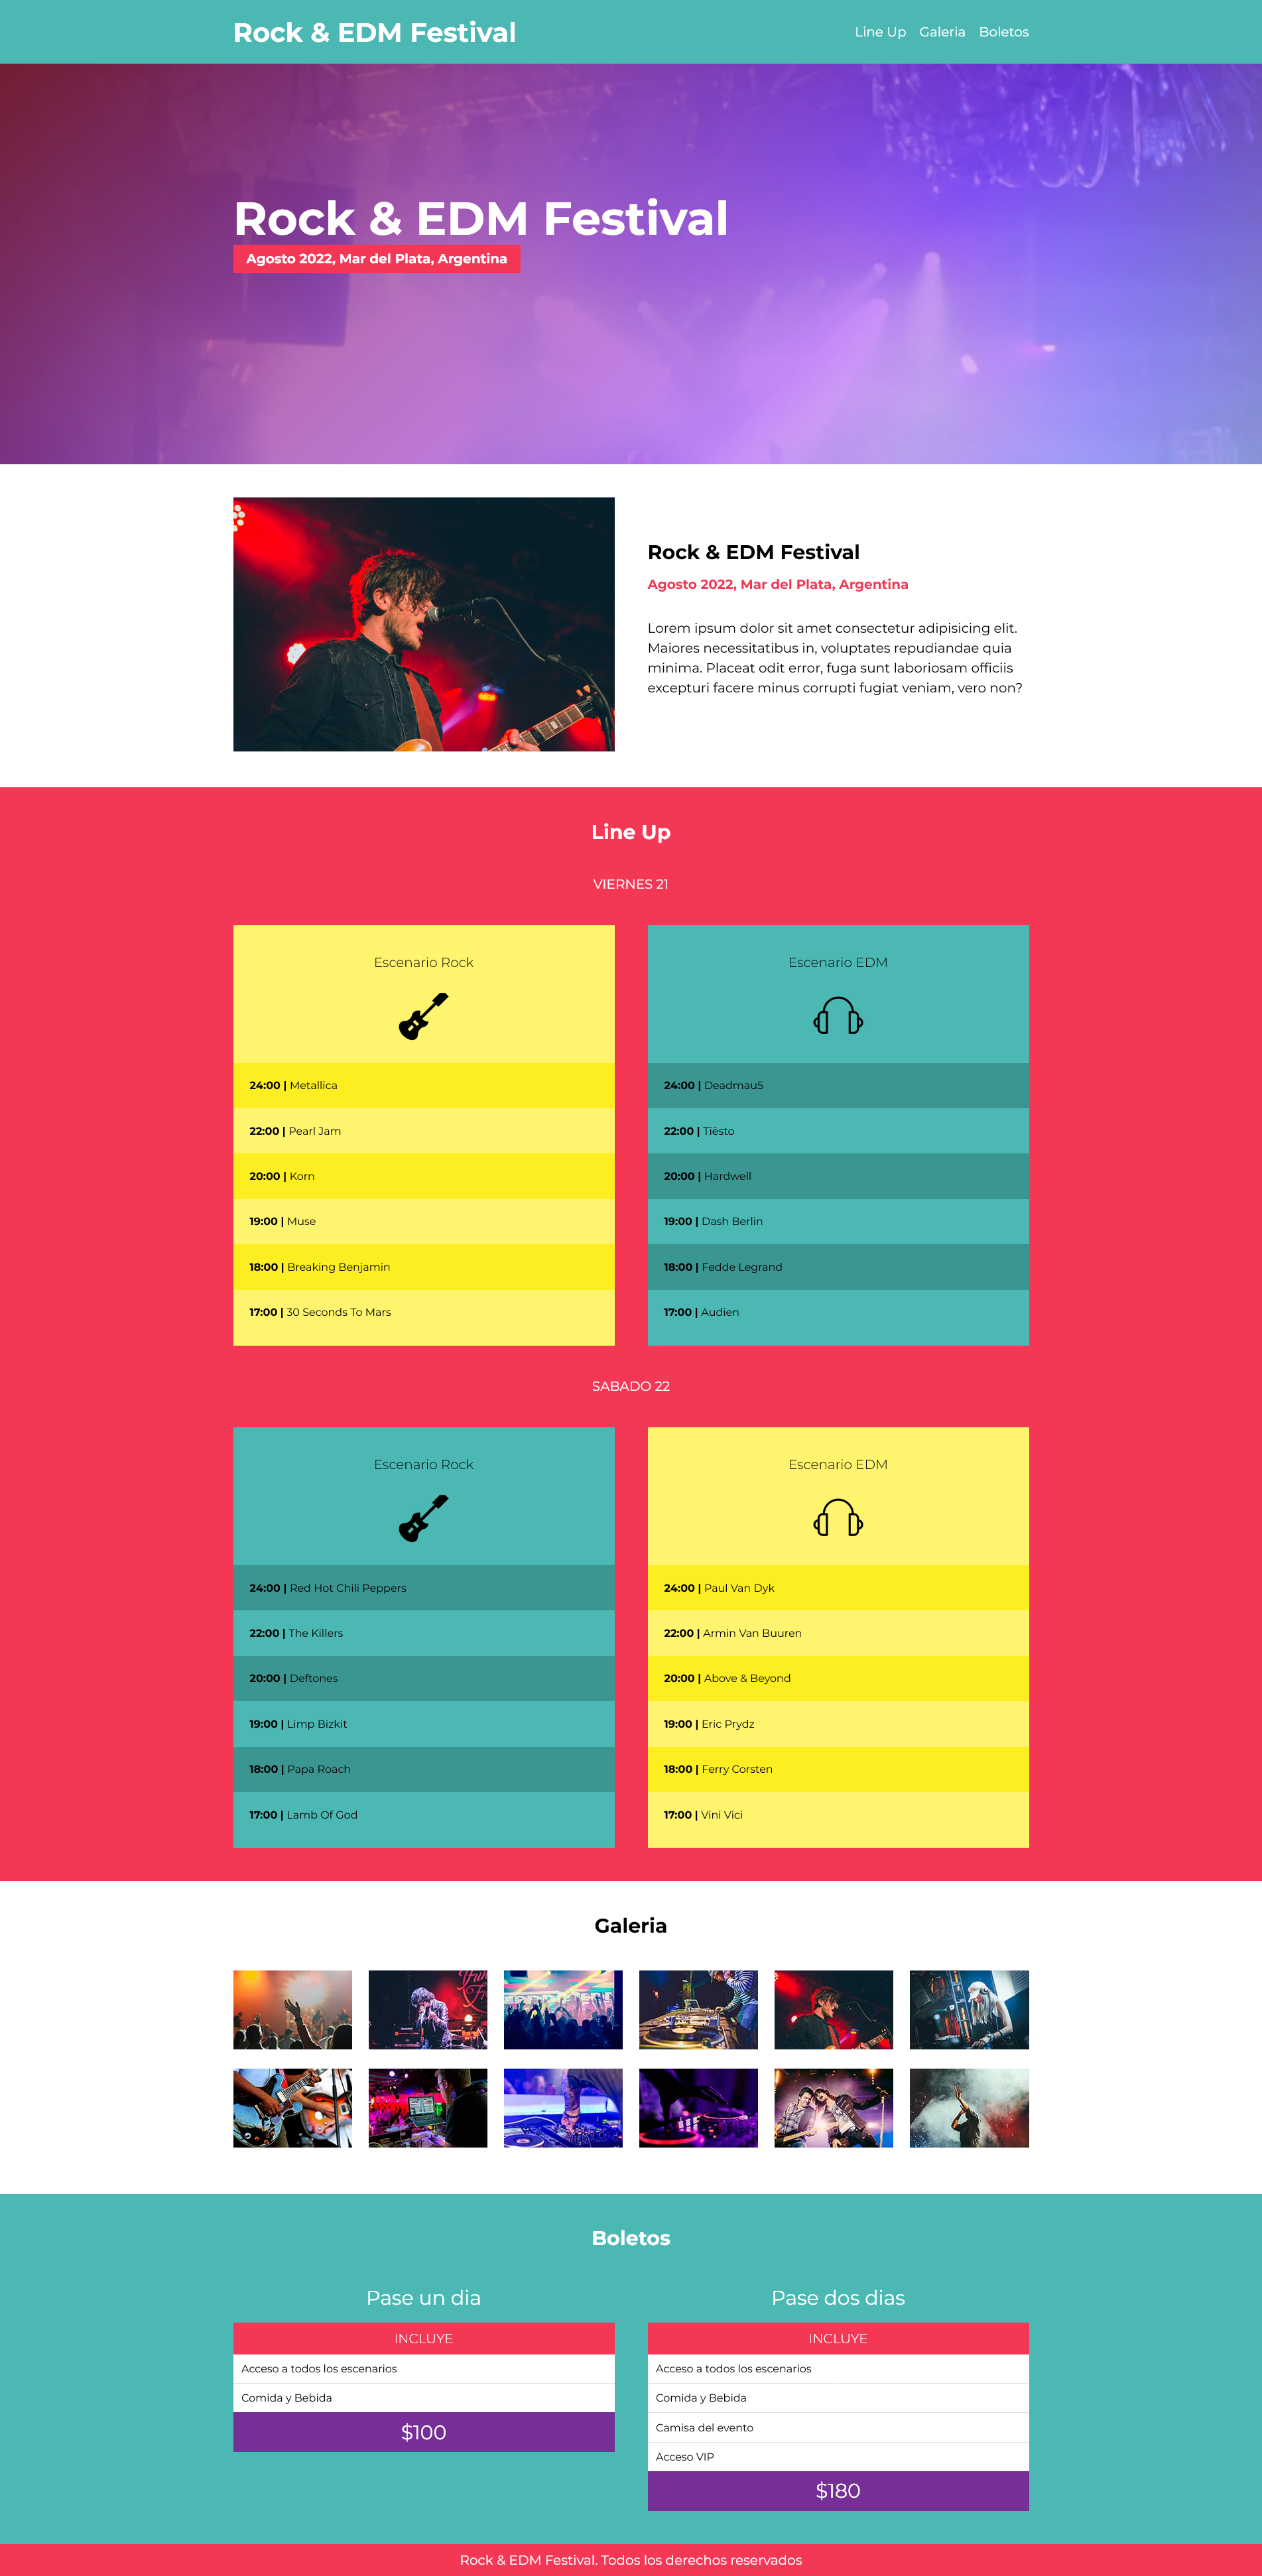 Rock & EDM Festival
Line Up Galeria Boletos
Rock & EDM Festival
Agosto 2022, Mar del Plata, Argentina
Rock & EDM Festival
Agosto 2022, Mar del Plata, Argentina
Lorem ipsum dolor sit amet consectetur adipisicing elit.
Maiores necessitatibus in, voluptates repudiandae quia
minima. Placeat odit error, fuga sunt laboriosam officiis
excepturi facere minus corrupti fugiat veniam, vero non?
Line Up
VIERNES 21
Escenario Rock
24:00 | Metallica
22:00 | Pearl Jam
20:00 | Korn
19:00 | Muse
18:00 | Breaking Benjamin
17:00 | 30 Seconds To Mars
Escenario EDM
24:00 | Deadmau5
22:00 | Tiësto
20:00 | Hardwell
19:00 | Dash Berlin
18:00 | Fedde Legrand
17:00 | Audien
SABADO 22
Escenario Rock
24:00 | Red Hot Chili Peppers
22:00 | The Killers
20:00 | Deftones
19:00 | Limp Bizkit
18:00 | Papa Roach
17:00 | Lamb Of God
Escenario EDM
24:00 | Paul Van Dyk
22:00 | Armin Van Buuren
20:00 | Above & Beyond
19:00 | Eric Prydz
18:00 | Ferry Corsten
17:00 | Vini Vici
Galeria
Boletos
Pase un dia
INCLUYE
Acceso a todos los escenarios
Comida y Bebida
$100
Pase dos dias
INCLUYE
Acceso a todos los escenarios
Comida y Bebida
Camisa del evento
Acceso VIP
$180
Rock & EDM Festival. Todos los derechos reservados